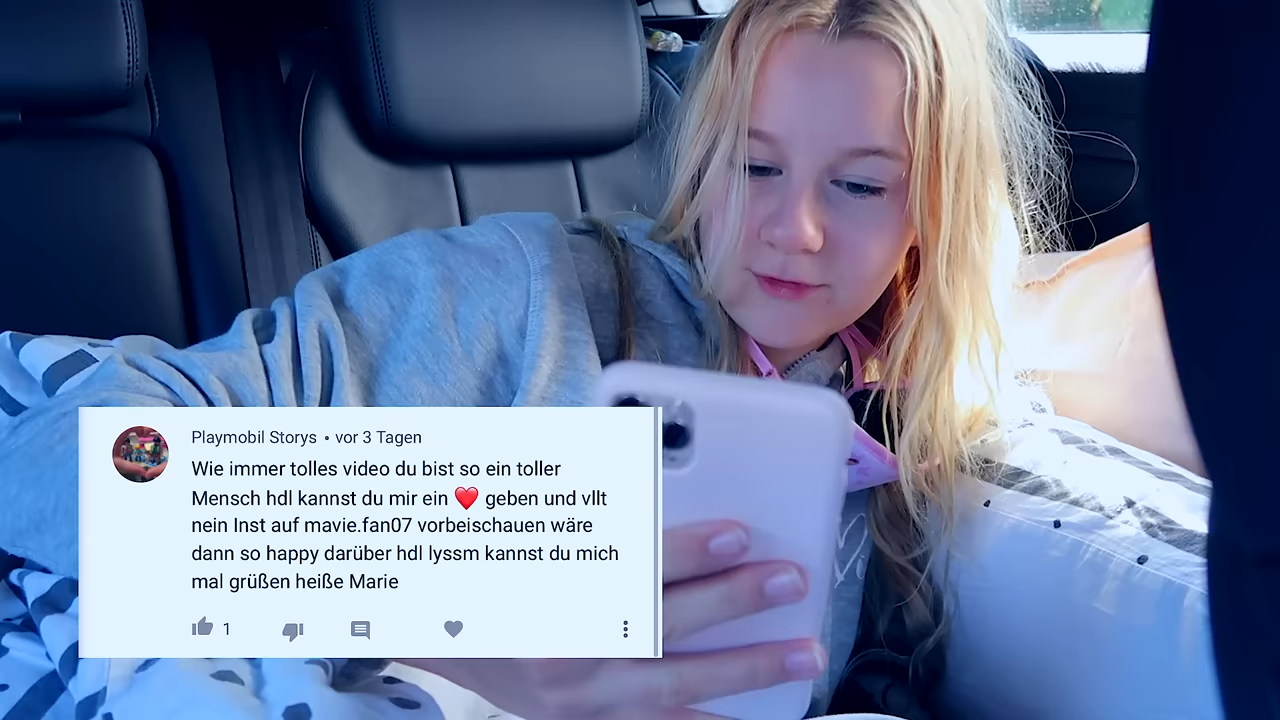 Playmobil Storys • vor 3 Tagen
Wie immer tolles video du bist so ein toller
Mensch hdl kannst du mir ein ❤️ geben und vllt
nein Inst auf mavie.fan07 vorbeischauen wäre
dann so happy darüber hdl lyssm kannst du mich
mal grüßen heiße Marie
1